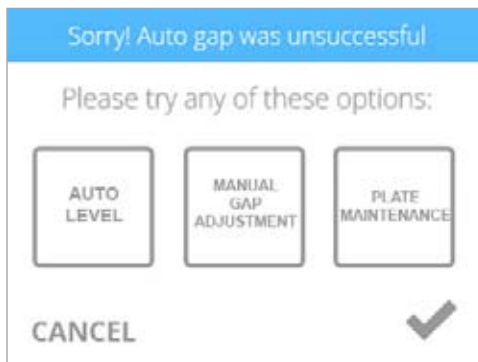 Sorry! Auto gap was unsuccessful
Please try any of these options:
AUTO
LEVEL
MANUAL
GAP
ADJUSTMENT
PLATE
MAINTENANCE
CANCEL